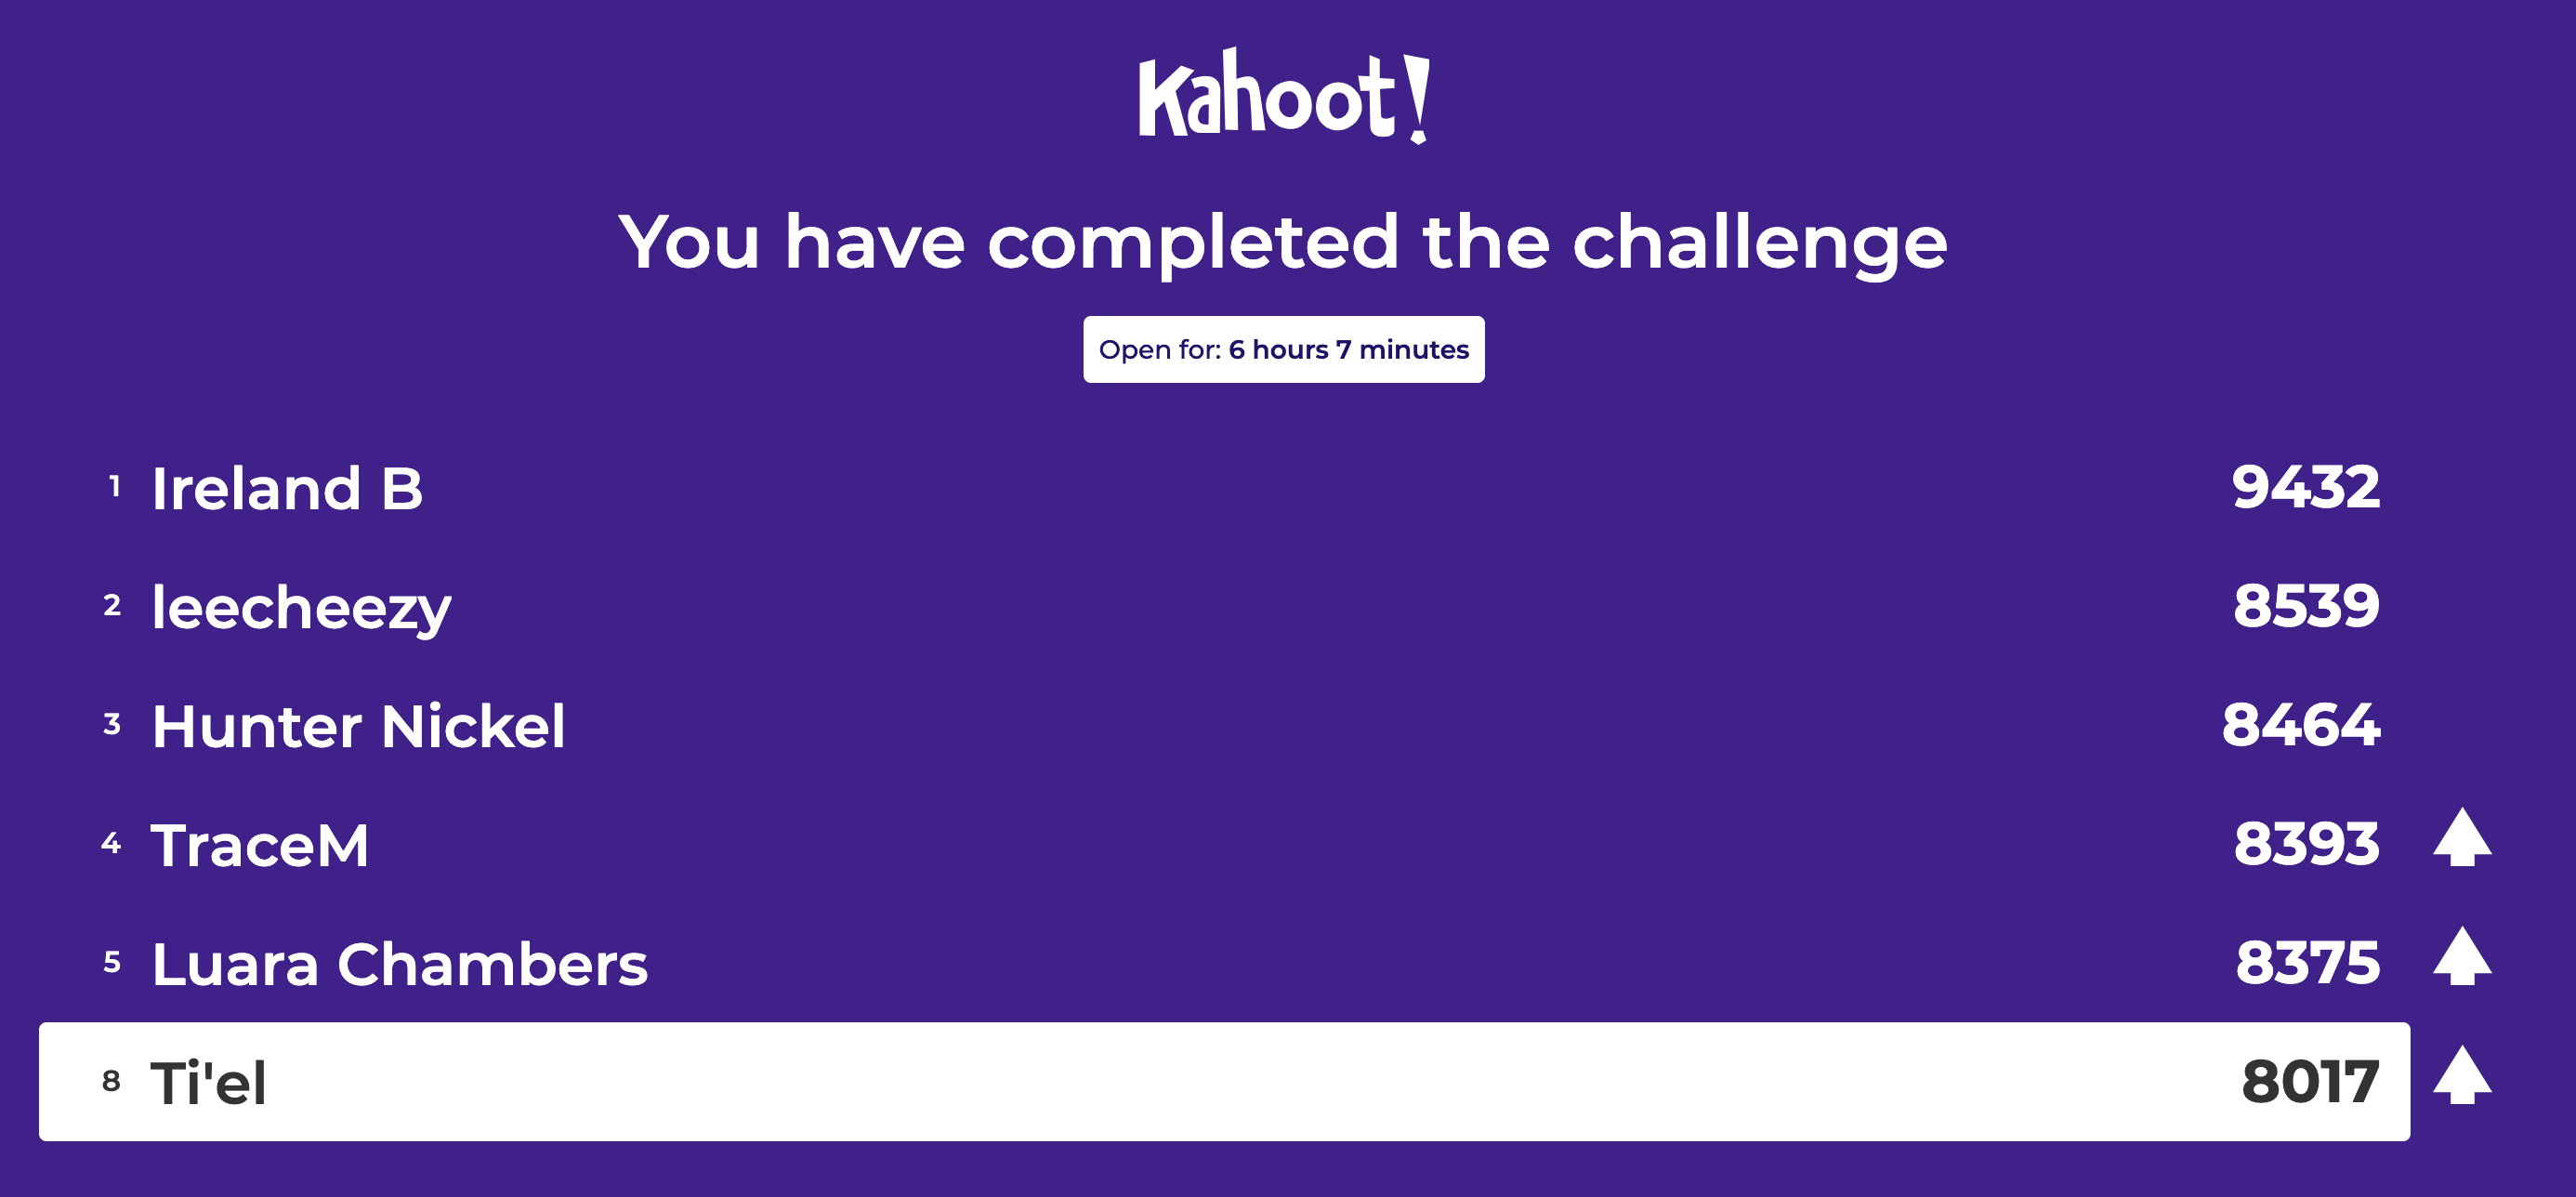 Kahoot!
You have completed the challenge
Open for: 6 hours 7 minutes
1 Ireland B 9432
2 leecheezy 8539
3 Hunter Nickel 8464
4 TraceM 8393
5 Luara Chambers 8375
8 Ti'el 8017